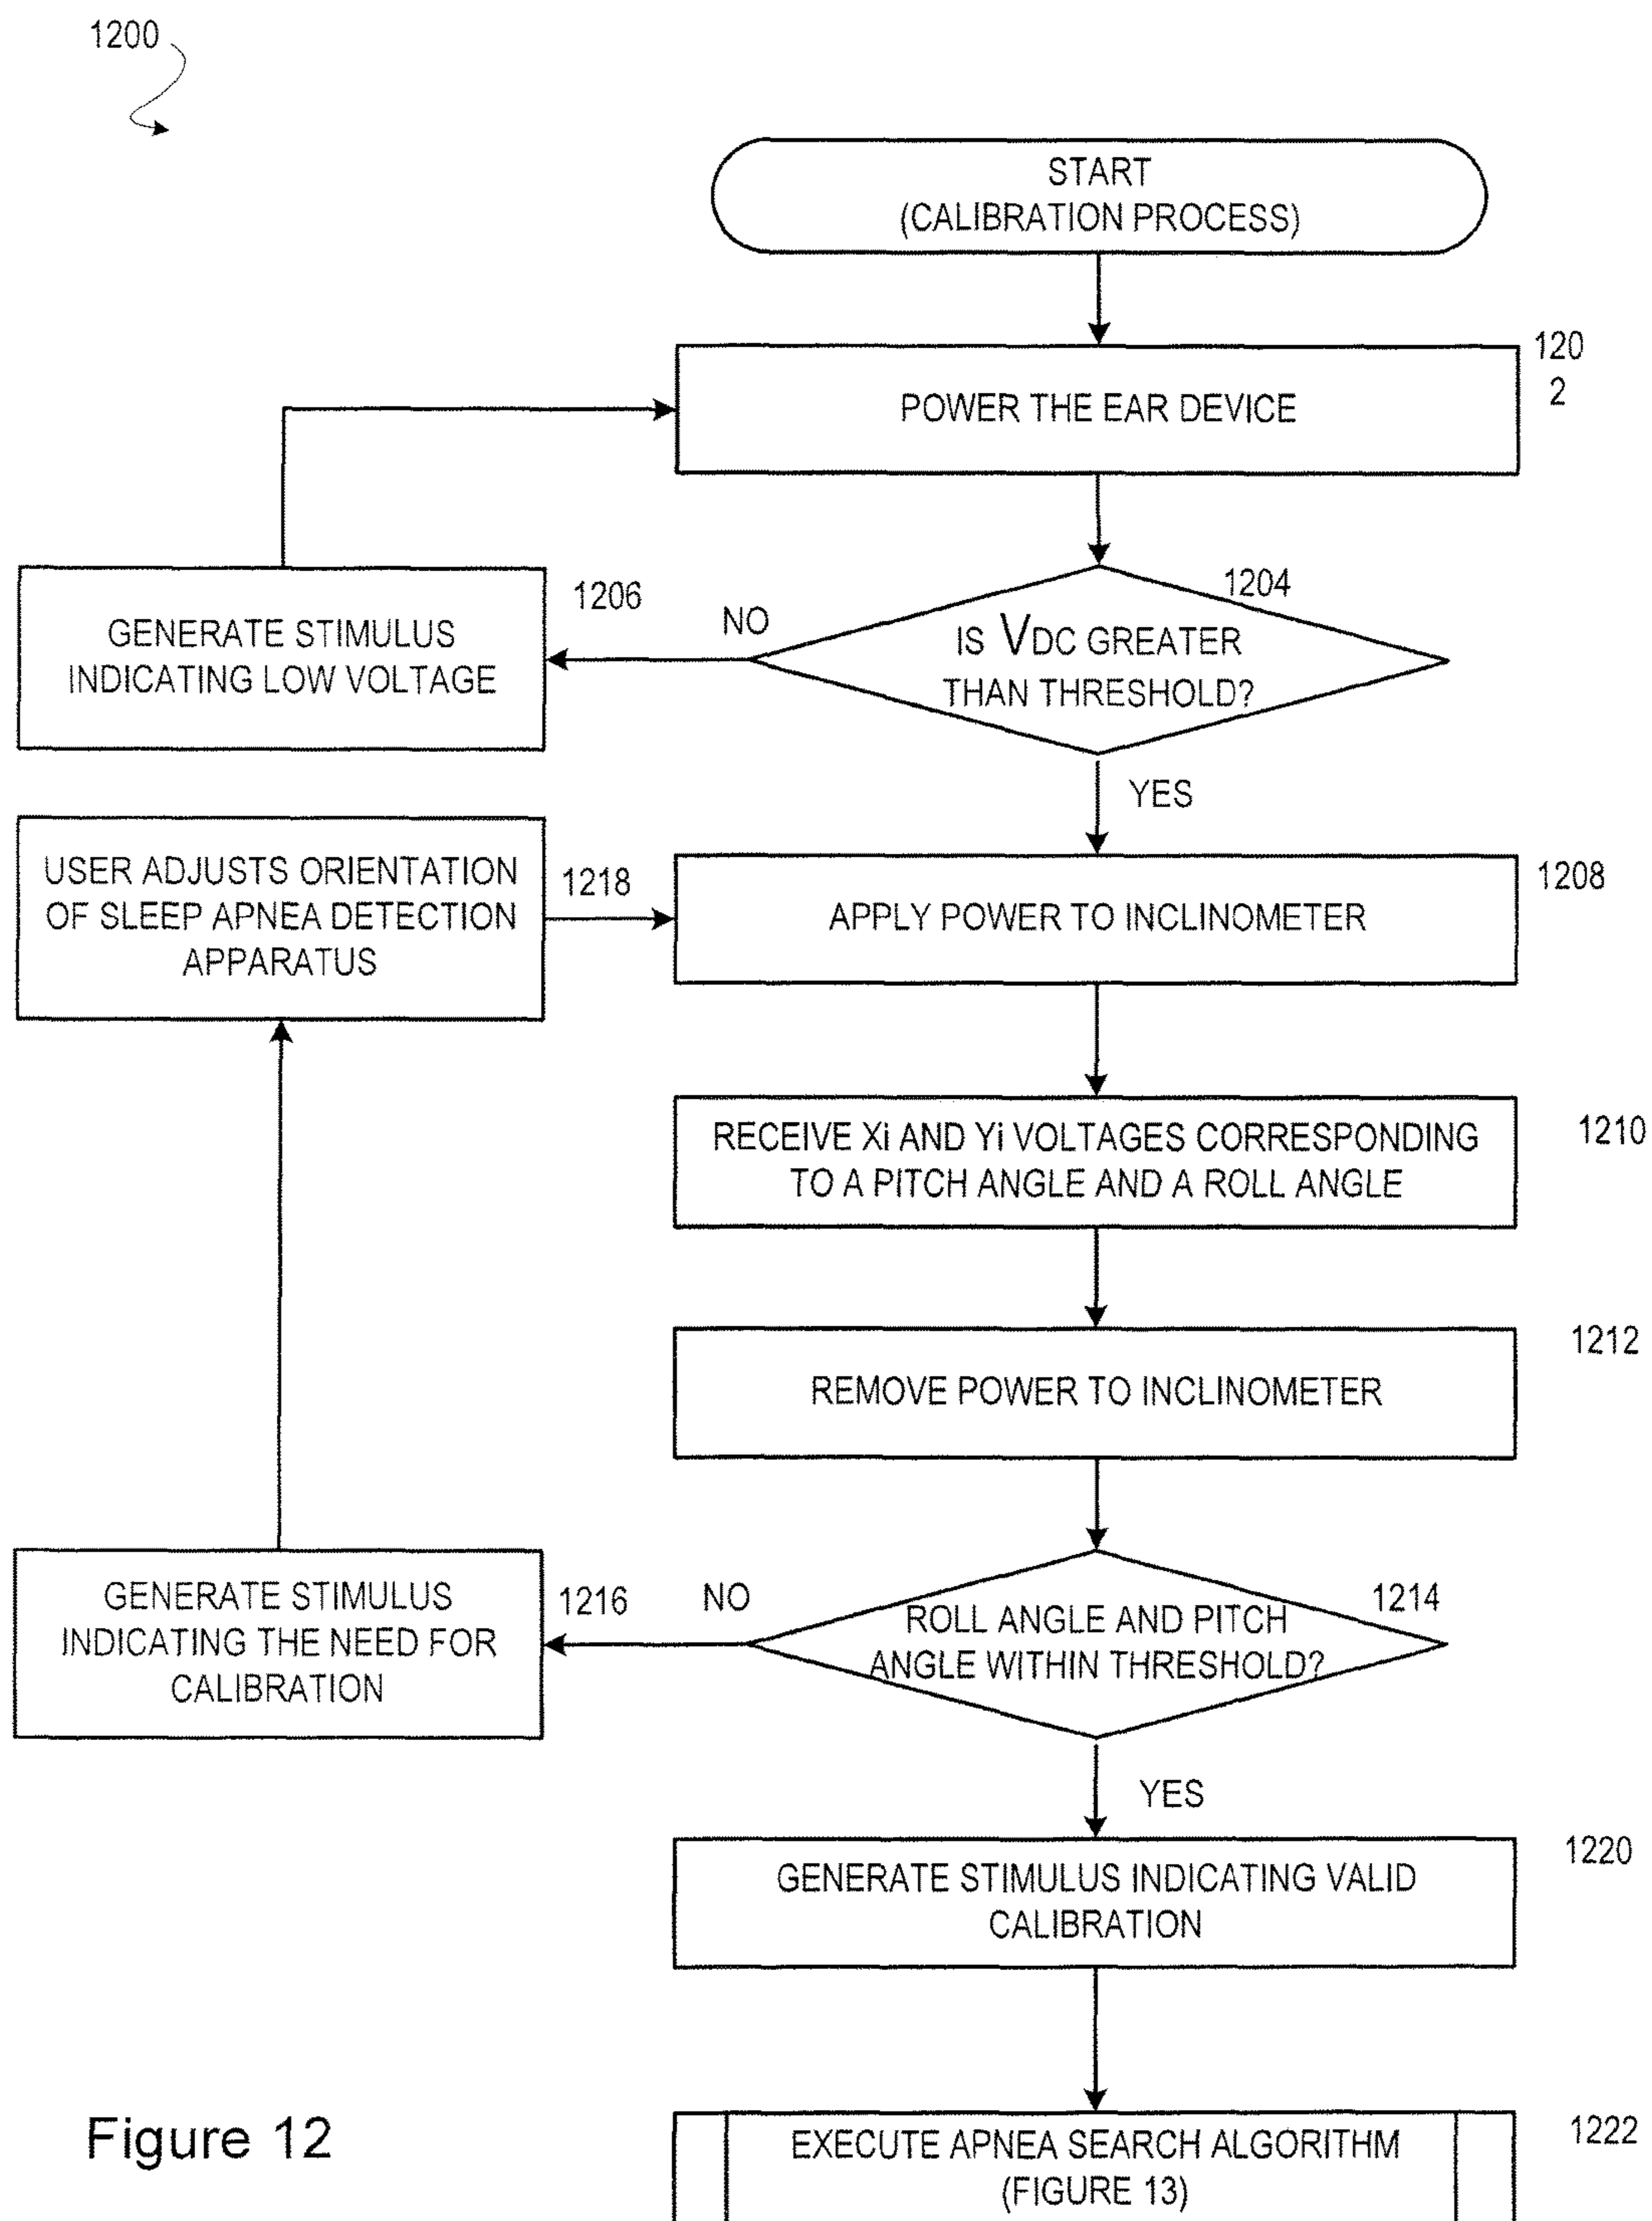 1200
START
(CALIBRATION PROCESS)
120
2
POWER THE EAR DEVICE
1204
IS VDC GREATER
THAN THRESHOLD?
NO
1206
GENERATE STIMULUS
INDICATING LOW VOLTAGE
YES
USER ADJUSTS ORIENTATION
OF SLEEP APNEA DETECTION
APPARATUS
1218
1208
APPLY POWER TO INCLINOMETER
RECEIVE Xi AND Yi VOLTAGES CORRESPONDING
TO A PITCH ANGLE AND A ROLL ANGLE
1210
1212
REMOVE POWER TO INCLINOMETER
1214
ROLL ANGLE AND PITCH
ANGLE WITHIN THRESHOLD?
NO
1216
GENERATE STIMULUS
INDICATING THE NEED FOR
CALIBRATION
YES
1220
GENERATE STIMULUS INDICATING VALID
CALIBRATION
1222
EXECUTE APNEA SEARCH ALGORITHM
(FIGURE 13)
Figure 12